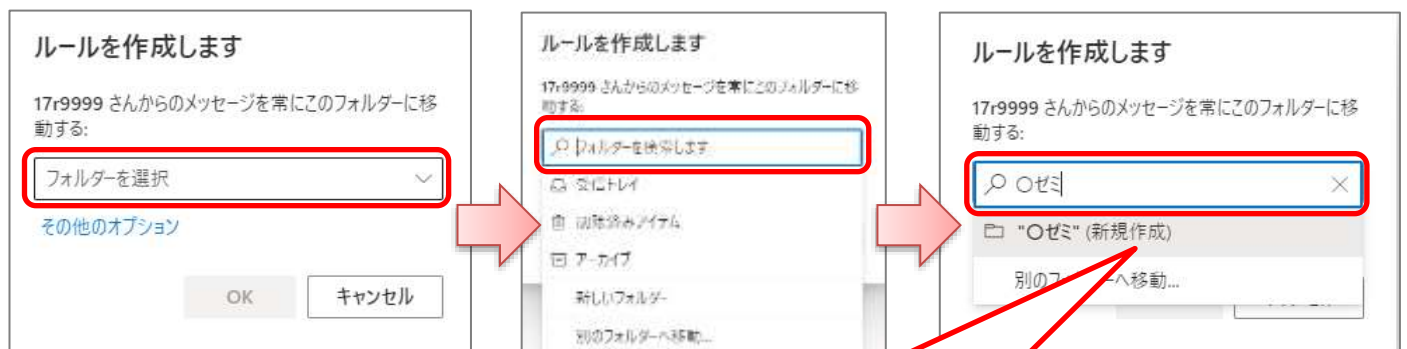 ルールを作成します
17r9999 さんからのメッセージを常にこのフォルダーに移
動する:
フォルダーを選択
その他のオプション
OK
キャンセル
ルールを作成します
17r9999 さんからのメッセージを常にこのフォルダーに移
動する:
フォルダーを検索します
受信トレイ
削除済みアイテム
アーカイブ
新しいフォルダー
別のフォルダーへ移動...
ルールを作成します
17r9999 さんからのメッセージを常にこのフォルダーに移
動する:
〇ゼミ
"〇ゼミ" (新規作成)
別のフォルダーへ移動...